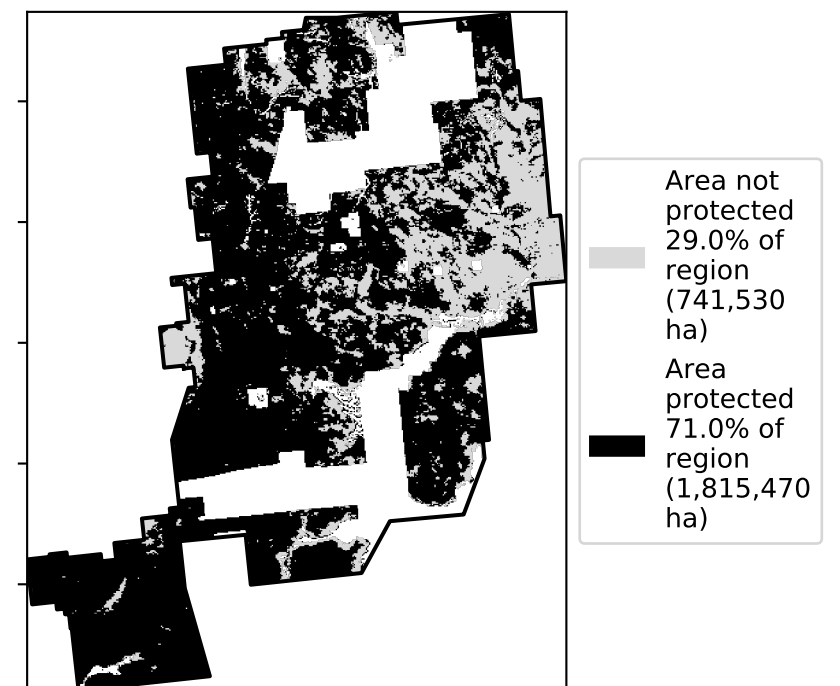 Area not
protected
29.0% of
region
(741,530
ha)
Area
protected
71.0% of
region
(1,815,470
ha)